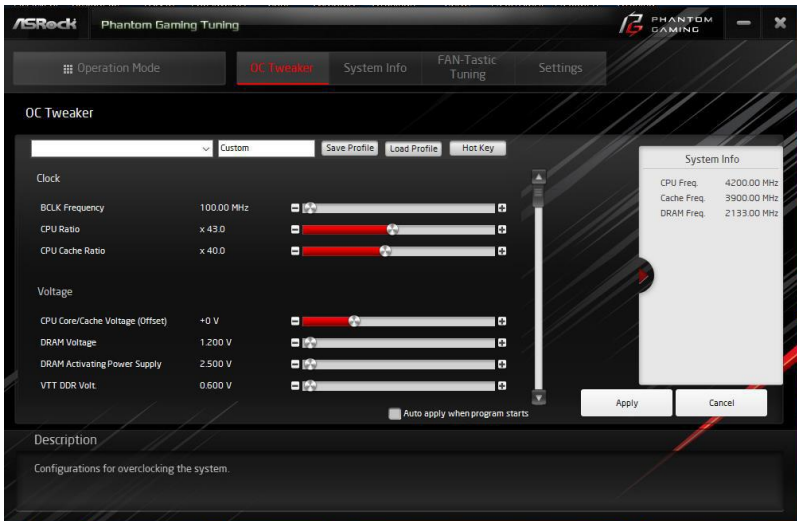 ASRock Phantom Gaming Tuning PHANTOM GAMING
Operation Mode OC Tweaker System Info FAN-Tastic Tuning Settings
OC Tweaker
Custom Save Profile Load Profile Hot Key
System Info
CPU Freq. 4200.00 MHz
Cache Freq. 3900.00 MHz
DRAM Freq. 2133.00 MHz
Clock
BCLK Frequency 100.00 MHz
CPU Ratio x 43.0
CPU Cache Ratio x 40.0
Voltage
CPU Core/Cache Voltage (Offset) +0 V
DRAM Voltage 1.200 V
DRAM Activating Power Supply 2.500 V
VTT DDR Volt. 0.600 V
Auto apply when program starts
Apply Cancel
Description
Configurations for overclocking the system.